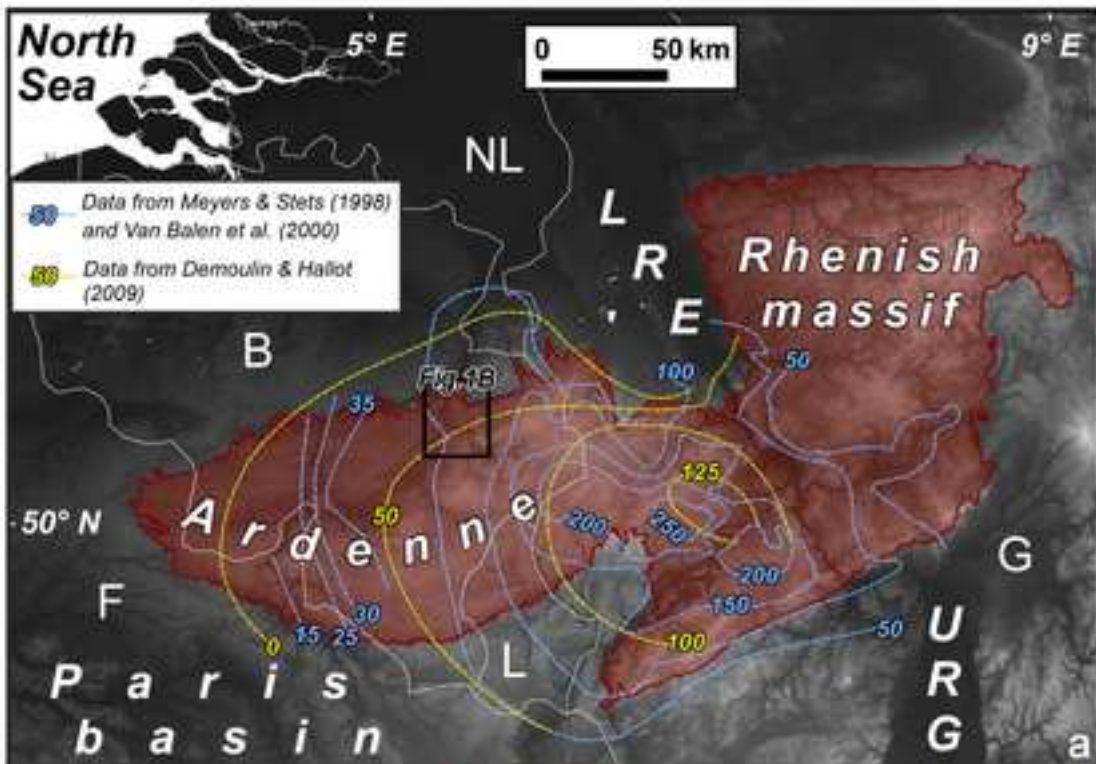 North
Sea
5° E
0 50 km
9° E
NL
50 Data from Meyers & Stets (1998)
and Van Balen et al. (2000)
50 Data from Demoulin & Hallot
(2009)
L
R
E
Rhenish
massif
B
Fig.1B
100
50
35
125
50° N
Ardenne
50
200
250
200
G
F
150
30
0
15
25
100
50
L
U
R
G
Paris
basin
a